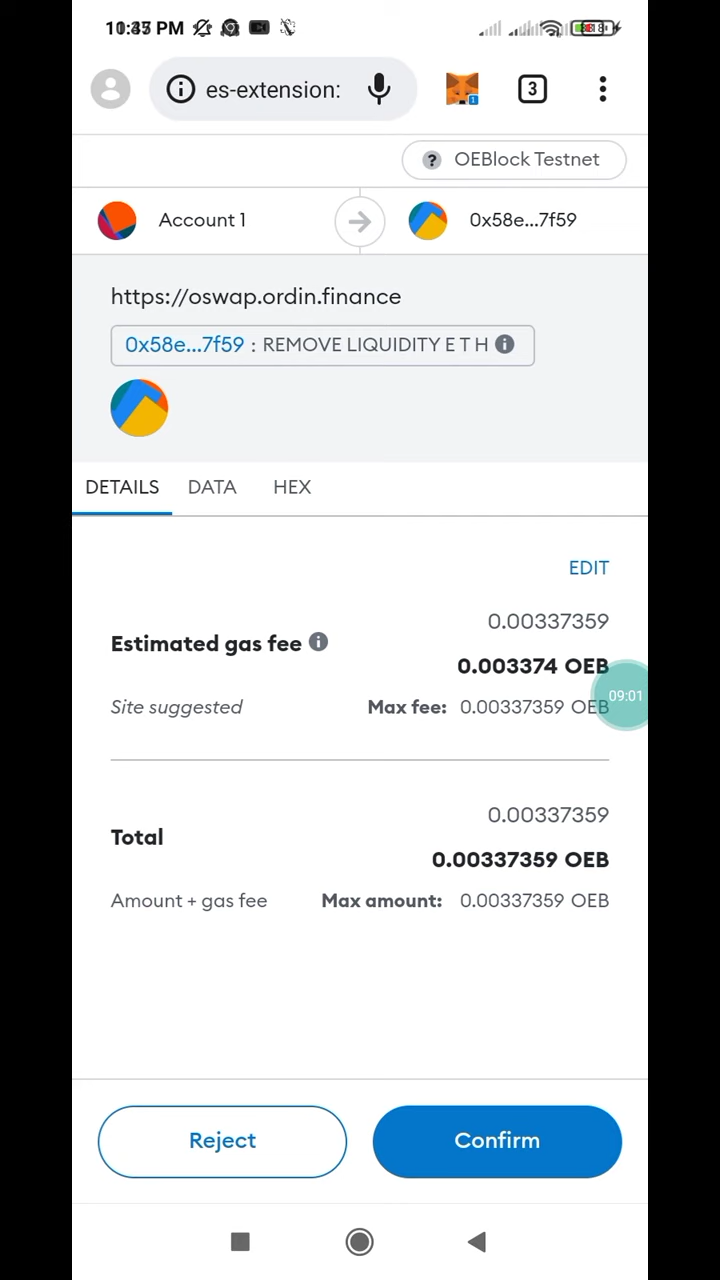 PM
es-extension:
1
3
? OEBlock Testnet
Account 1
0x58e...7f59
https://oswap.ordin.finance
0x58e...7f59 : REMOVE LIQUIDITY E T H
DETAILS DATA HEX
EDIT
0.00337359
Estimated gas fee
0.003374 OEB
Site suggested Max fee: 0.00337359 OEB
09:01
0.00337359
Total
0.00337359 OEB
Amount + gas fee Max amount: 0.00337359 OEB
Reject Confirm